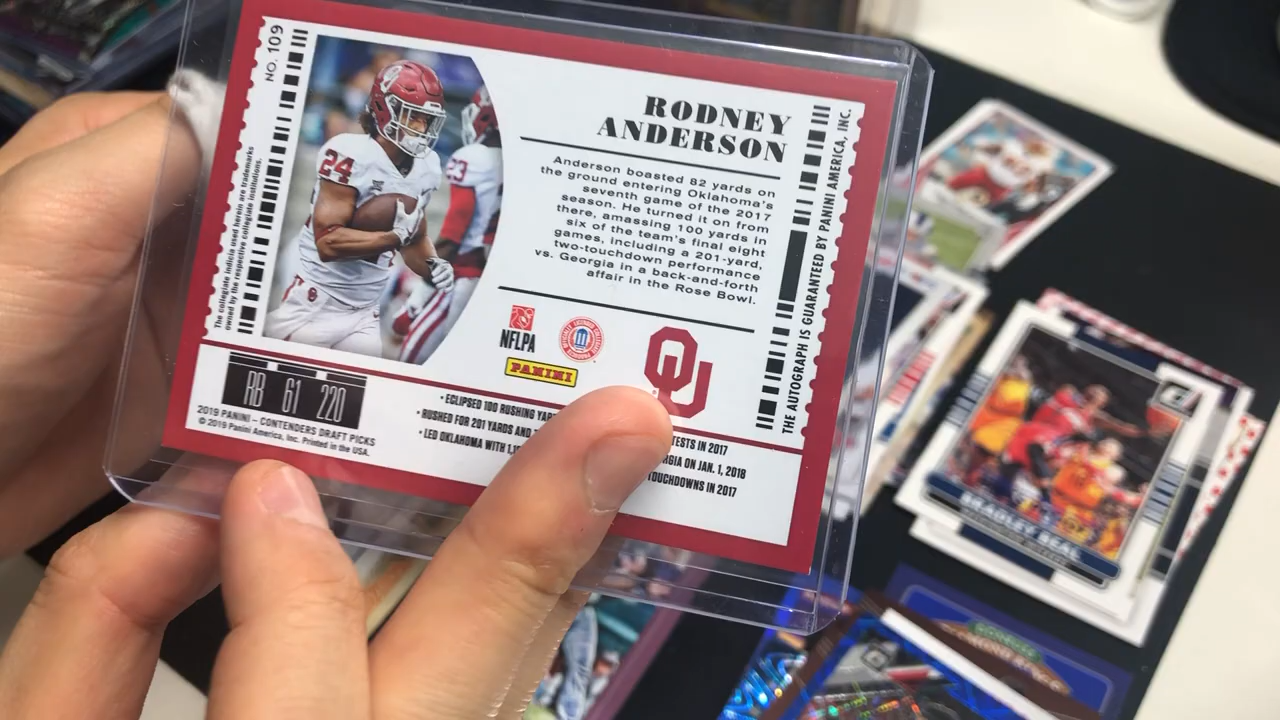 NO. 109
The collegiate indicia used herein are trademarks
owned by the respective collegiate institutions.
24
23
RODNEY
ANDERSON
Anderson boasted 82 yards on
the ground entering Oklahoma's
seventh game of the 2017
season. He turned it on from
there, amassing 100 yards in
six of the team's final eight
games, including a 201-yard,
two-touchdown performance
vs. Georgia in a back-and-forth
affair in the Rose Bowl.
THE AUTOGRAPH IS GUARANTEED BY PANINI AMERICA, INC.
NFLPA
PANINI
OU
RB 61 220
2019 PANINI – CONTENDERS DRAFT PICKS
© 2019 Panini America, Inc. Printed in the USA.
• ECLIPSED 100 RUSHING TESTS IN 2017
• RUSHED FOR 201 YARDS AND ON JAN. 1, 2018
• LED OKLAHOMA WITH TOUCHDOWNS IN 2017
BRADLEY BEAL